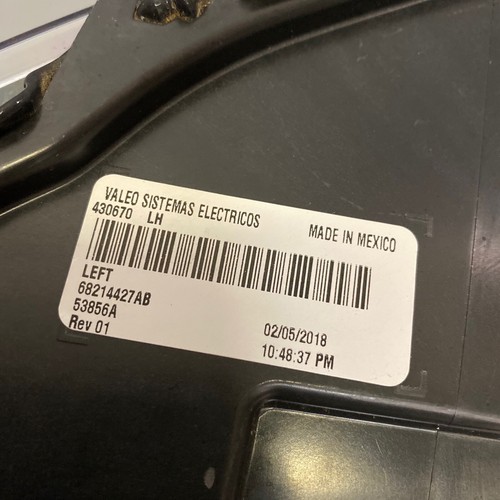 VALEO SISTEMAS ELECTRICOS
430670 LH MADE IN MEXICO
LEFT
68214427AB
53856A
Rev 01
02/05/2018
10:48:37 PM